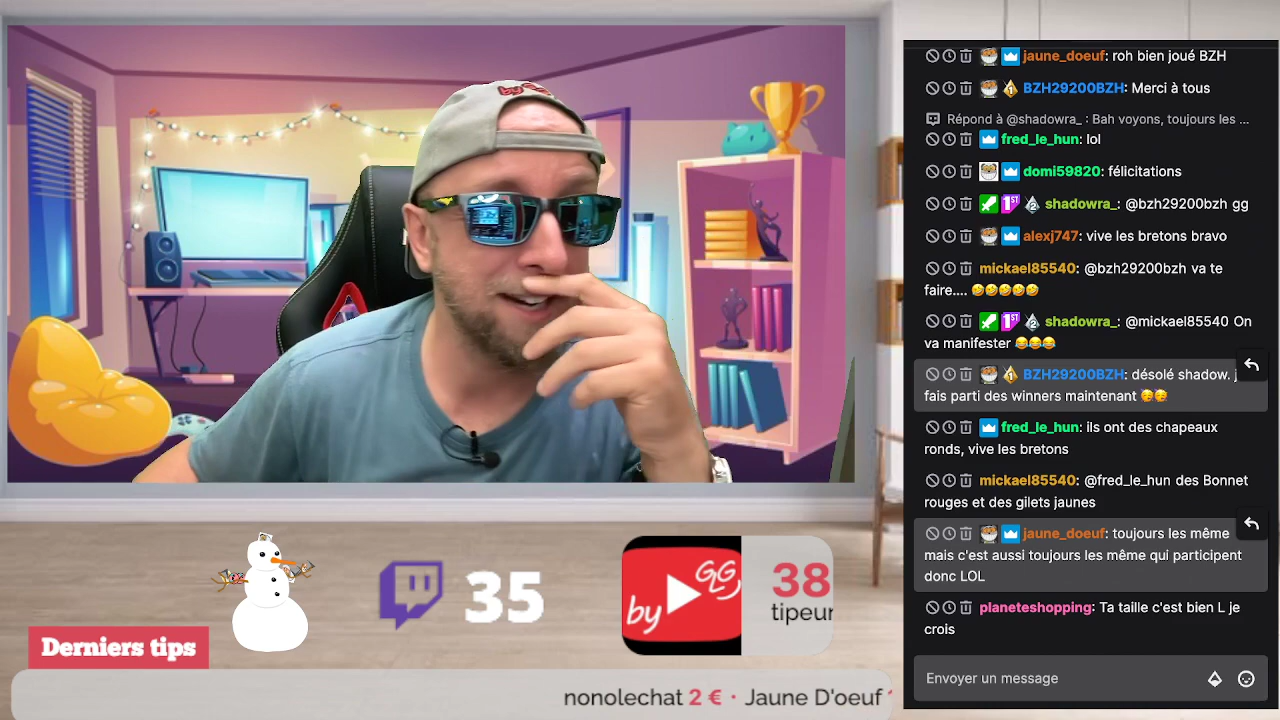 jaune_doeuf: roh bien joué BZH
BZH29200BZH: Merci à tous
Répond à @shadowra_ : Bah voyons, toujours les ...
fred_le_hun: lol
domi59820: félicitations
1ST shadowra_: @bzh29200bzh gg
alexj747: vive les bretons bravo
mickael85540: @bzh29200bzh va te
faire.... 🤣🤣🤣🤣🤣
1ST 2 shadowra_: @mickael85540 On
va manifester 😂😂😂
1 BZH29200BZH: désolé shadow. j
fais parti des winners maintenant 🥳🥳
fred_le_hun: ils ont des chapeaux
ronds, vive les bretons
mickael85540: @fred_le_hun des Bonnet
rouges et des gilets jaunes
jaune_doeuf: toujours les même
mais c'est aussi toujours les même qui participent
donc LOL
planeteshopping: Ta taille c'est bien L je
crois
Envoyer un message
35
by GLG
38
tipeur
Derniers tips
nonolechat 2 € · Jaune D'oeuf